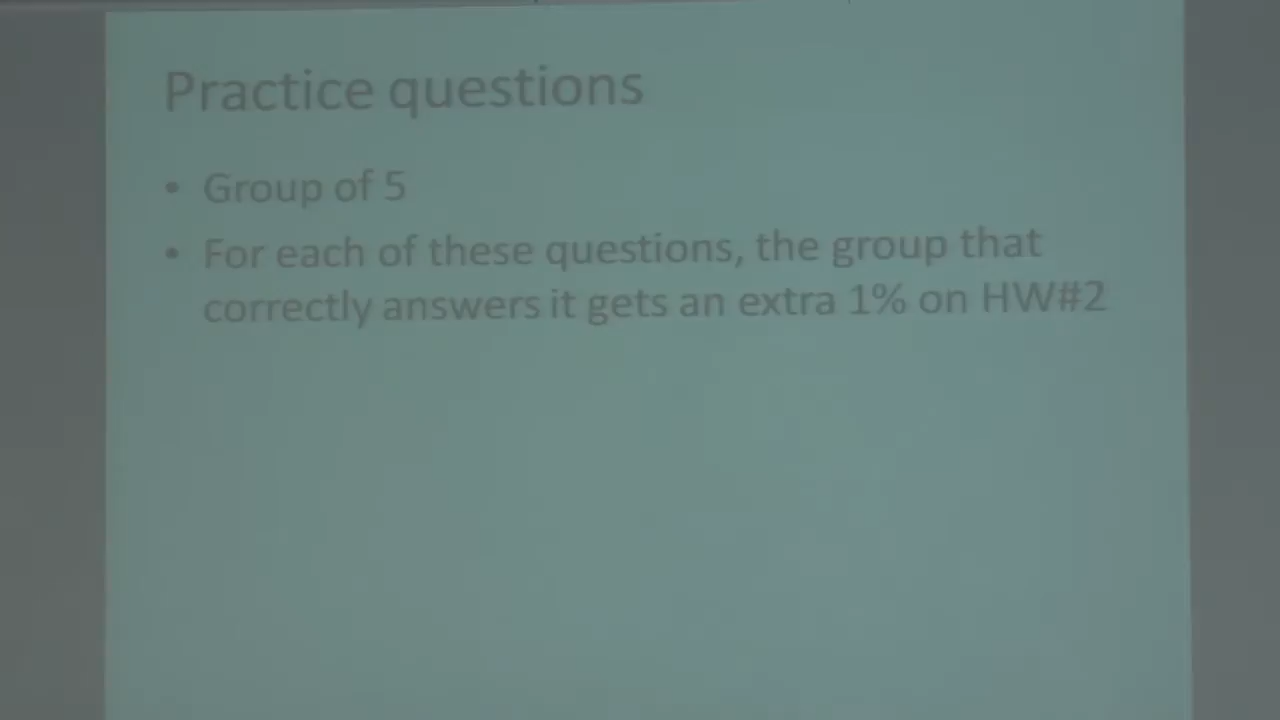 Practice questions
• Group of 5
• For each of these questions, the group that
correctly answers it gets an extra 1% on HW#2